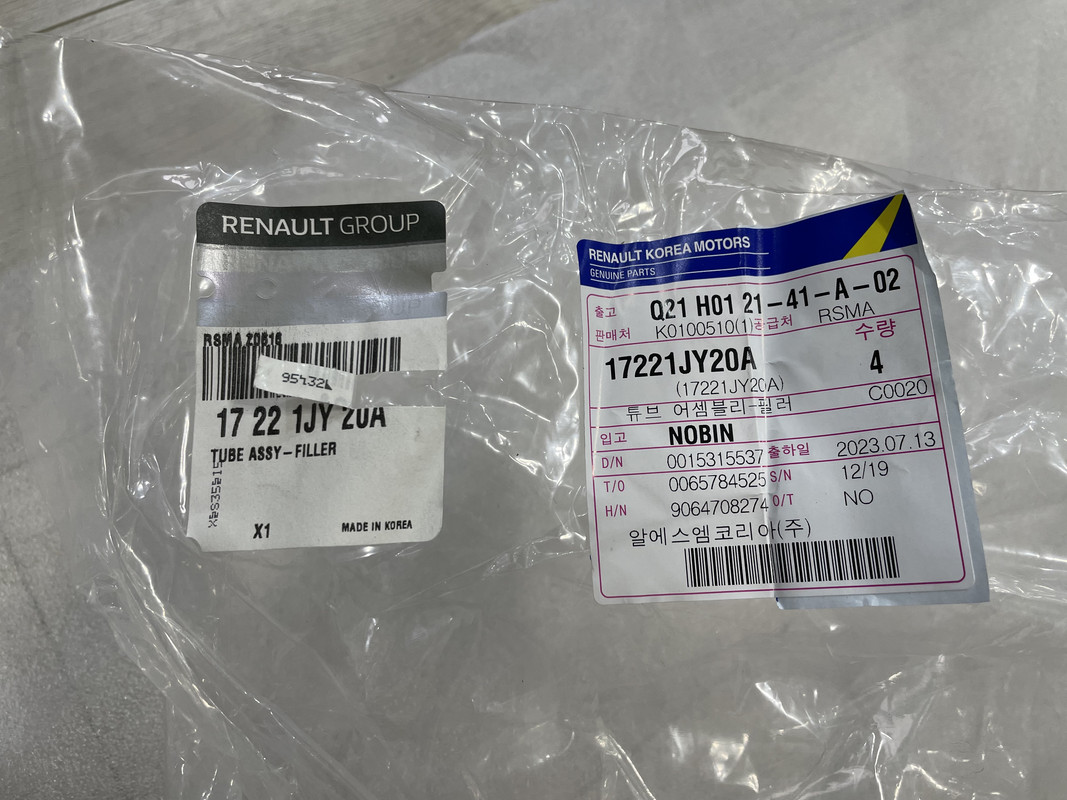 RENAULT GROUP
RSMA 20616
95432
17 22 1JY 20A
TUBE ASSY-FILLER
X1
MADE IN KOREA
RENAULT KOREA MOTORS
GENUINE PARTS
출고 Q21 H01 21-41-A-02
판매처 K0100510(1) 공급처 RSMA
수량
17221JY20A 4
(17221JY20A)
튜브 어셈블리-필러 C0020
입고 NOBIN
D/N 0015315537 출하일 2023.07.13
T/O 0065784525 S/N 12/19
H/N 9064708274 O/T NO
알에스엠코리아(주)